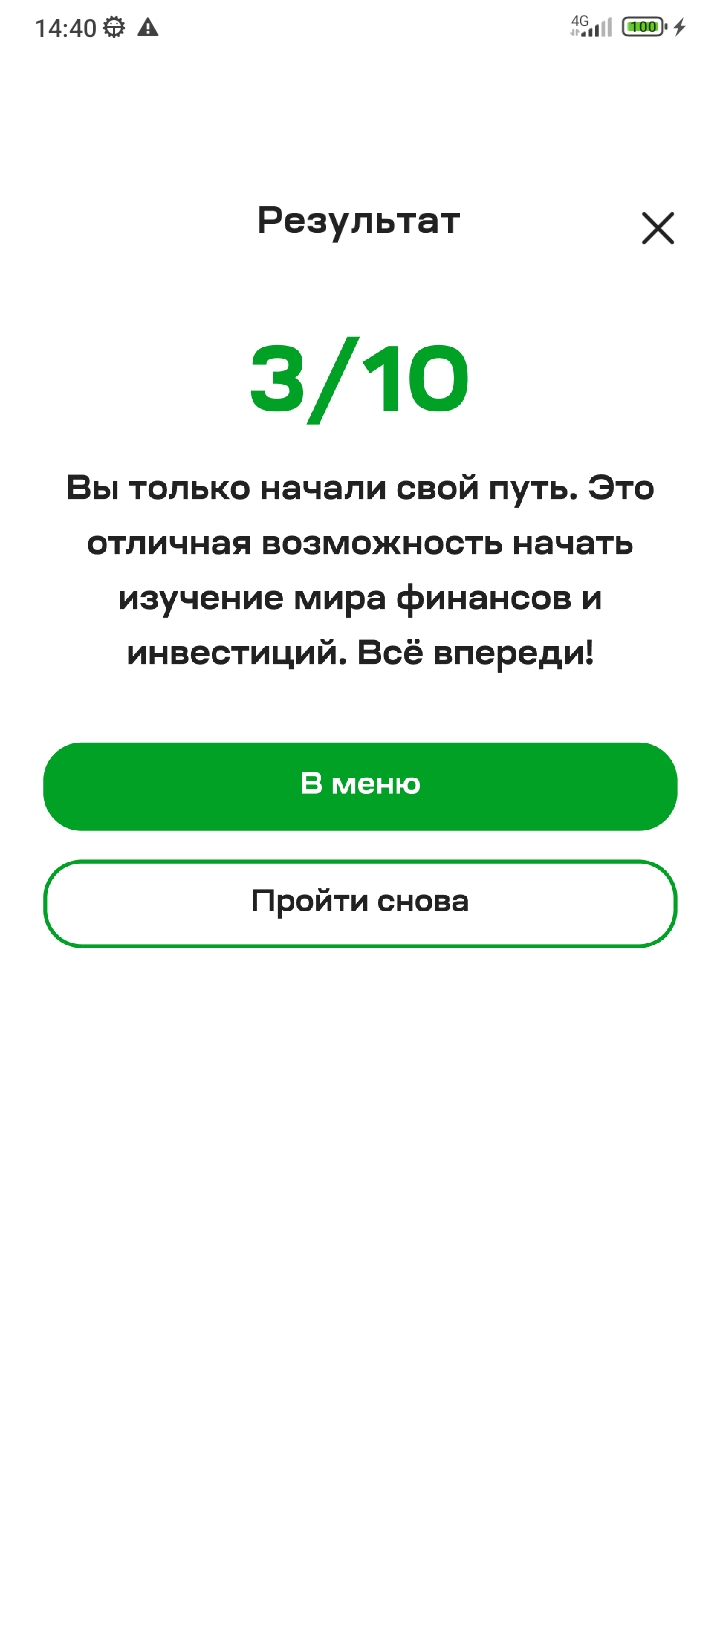 14:40
4G
100
Результат
3/10
Вы только начали свой путь. Это
отличная возможность начать
изучение мира финансов и
инвестиций. Всё впереди!
В меню
Пройти снова